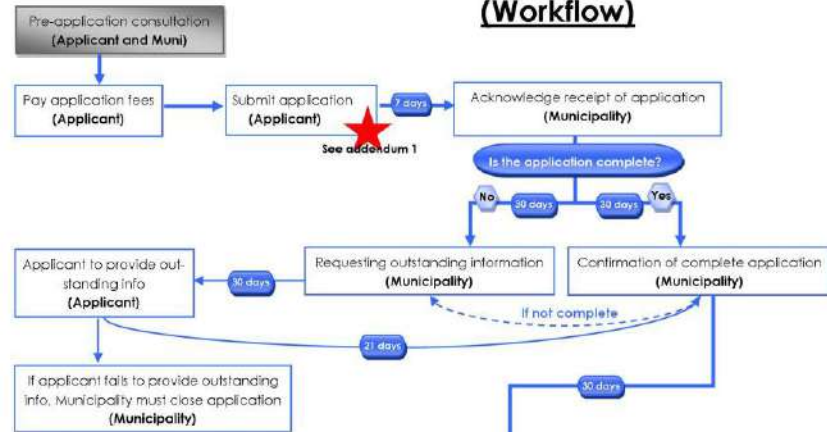 (Workflow)
Pre-application consultation
(Applicant and Muni)
Pay application fees
(Applicant)
Submit application
(Applicant)
7 days
Acknowledge receipt of application
(Municipality)
See addendum 1
Is the application complete?
No
30 days
30 days
Yes
Applicant to provide out-
standing info
(Applicant)
30 days
Requesting outstanding information
(Municipality)
Confirmation of complete application
(Municipality)
If not complete
21 days
If applicant fails to provide outstanding
info, Municipality must close application
(Municipality)
30 days